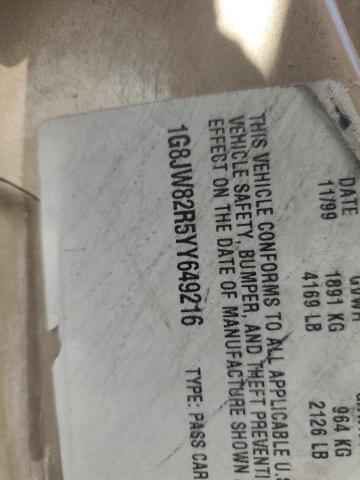 DATE GVWR
11/99 1891 KG 964 KG
4169 LB 2126 LB
THIS VEHICLE CONFORMS TO ALL APPLICABLE U.S
VEHICLE SAFETY, BUMPER, AND THEFT PREVENTI
EFFECT ON THE DATE OF MANUFACTURE SHOWN
1G8JW82R5YY649216 TYPE: PASS CAR